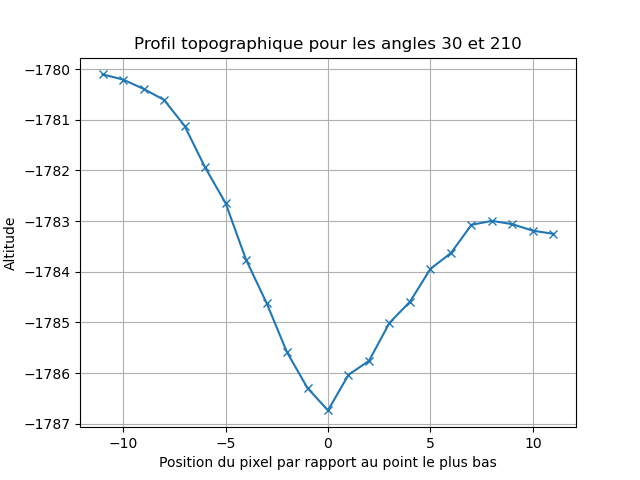 Profil topographique pour les angles 30 et 210
Altitude
−1780
−1781
−1782
−1783
−1784
−1785
−1786
−1787
−10 −5 0 5 10
Position du pixel par rapport au point le plus bas